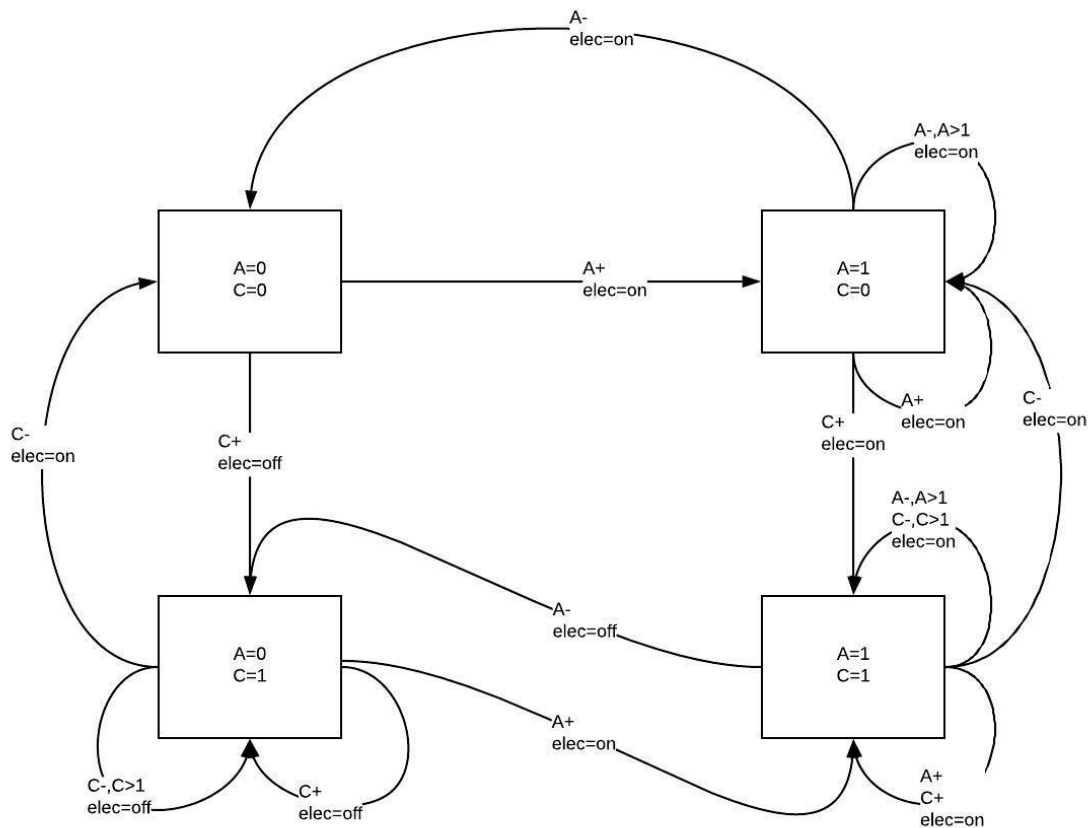 A-
elec=on
A-,A>1
elec=on
A=0
C=0
A+
elec=on
A=1
C=0
A+
elec=on
C-
elec=on
C+
elec=on
C-
elec=on
C+
elec=off
A-,A>1
C-,C>1
elec=on
A-
elec=off
A=0
C=1
A=1
C=1
A+
elec=on
C-,C>1
elec=off
C+
elec=off
A+
C+
elec=on